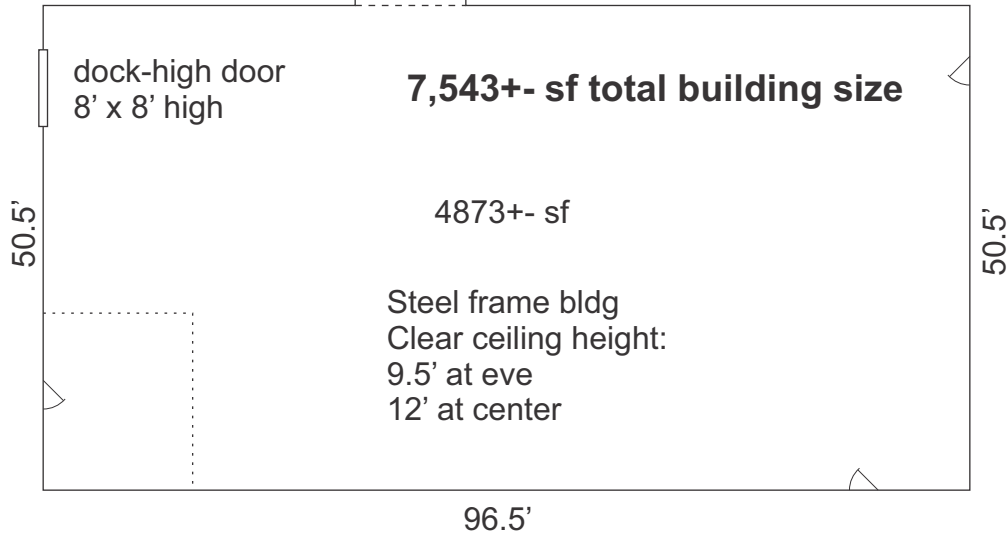 dock-high door
8’ x 8’ high
7,543+- sf total building size
50.5’
4873+- sf
50.5’
Steel frame bldg
Clear ceiling height:
9.5’ at eve
12’ at center
96.5’